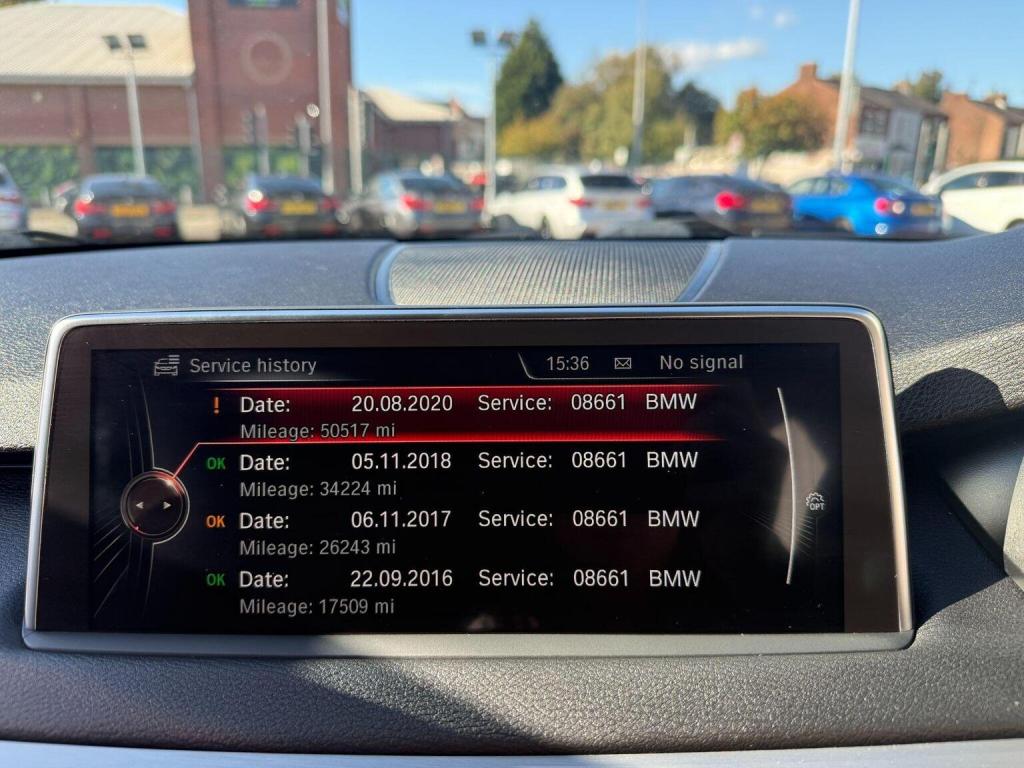 Service history 15:36 No signal
! Date: 20.08.2020 Service: 08661 BMW
Mileage: 50517 mi
OK Date: 05.11.2018 Service: 08661 BMW
Mileage: 34224 mi
OK Date: 06.11.2017 Service: 08661 BMW
Mileage: 26243 mi
OPT
OK Date: 22.09.2016 Service: 08661 BMW
Mileage: 17509 mi